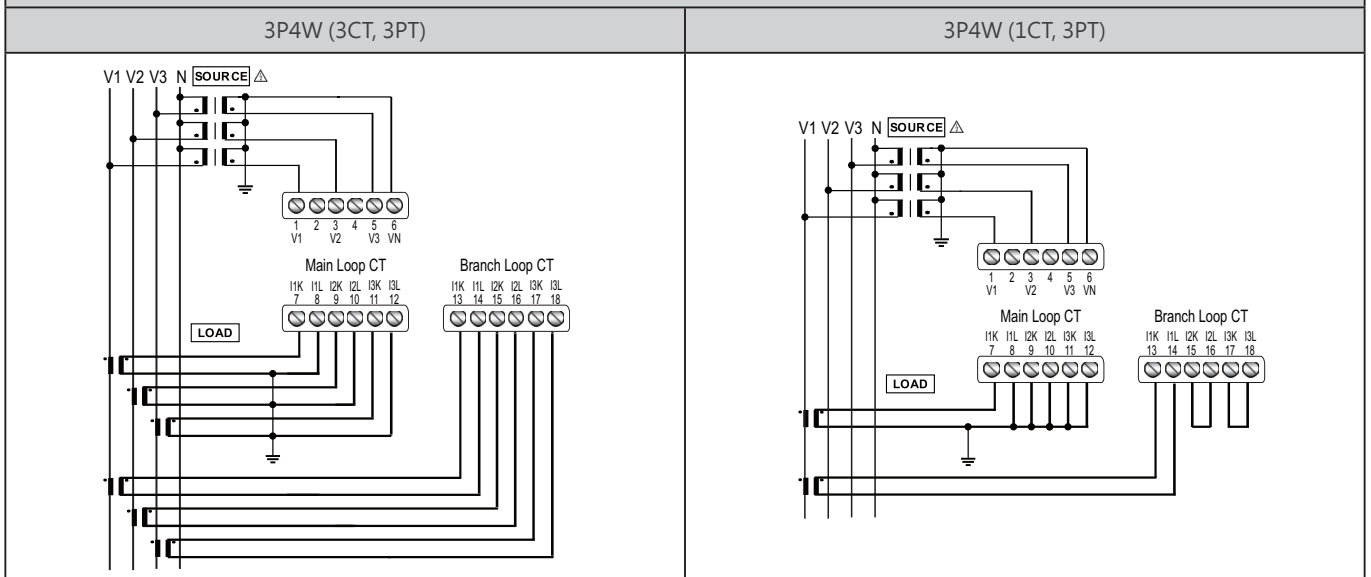 3P4W (3CT, 3PT)
V1 V2 V3 N SOURCE ⚠
1 2 3 4 5 6
V1 V2 V3 VN
Main Loop CT
I1K I1L I2K I2L I3K I3L
7 8 9 10 11 12
Branch Loop CT
I1K I1L I2K I2L I3K I3L
13 14 15 16 17 18
LOAD
3P4W (1CT, 3PT)
V1 V2 V3 N SOURCE ⚠
1 2 3 4 5 6
V1 V2 V3 VN
Main Loop CT
I1K I1L I2K I2L I3K I3L
7 8 9 10 11 12
Branch Loop CT
I1K I1L I2K I2L I3K I3L
13 14 15 16 17 18
LOAD